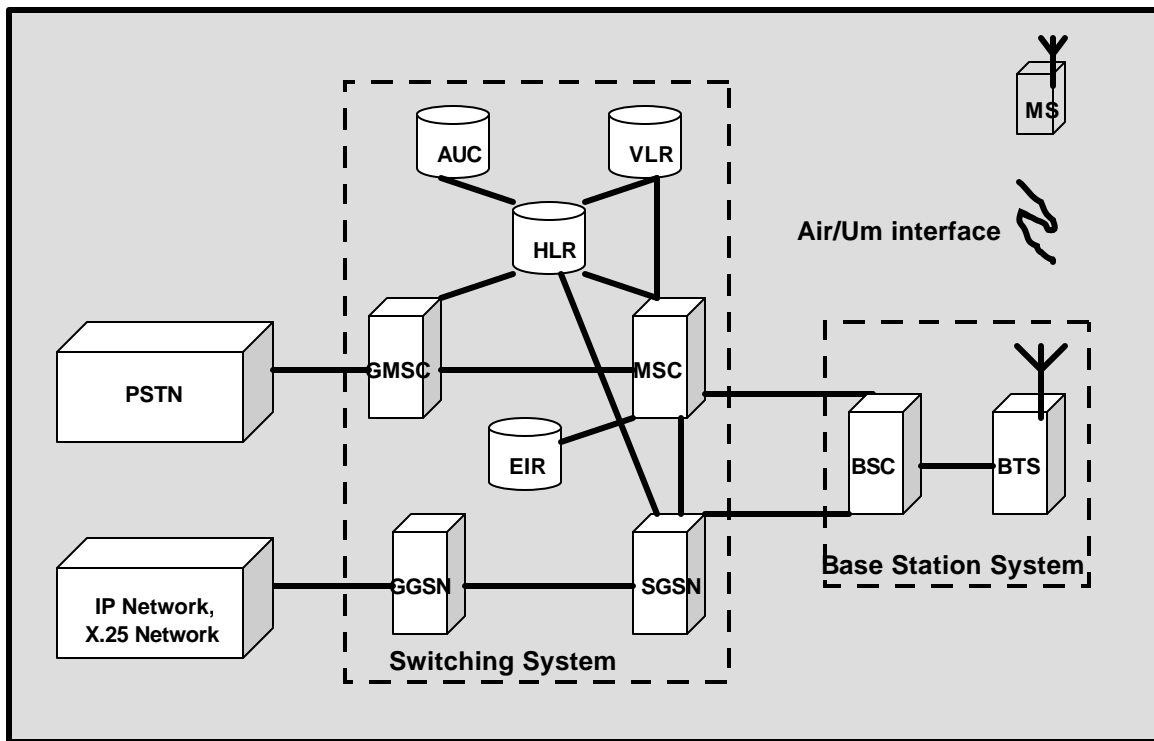 MS
AUC
VLR
HLR
Air/Um interface
GMSC
MSC
PSTN
EIR
BSC
BTS
Base Station System
GGSN
SGSN
IP Network,
X.25 Network
Switching System